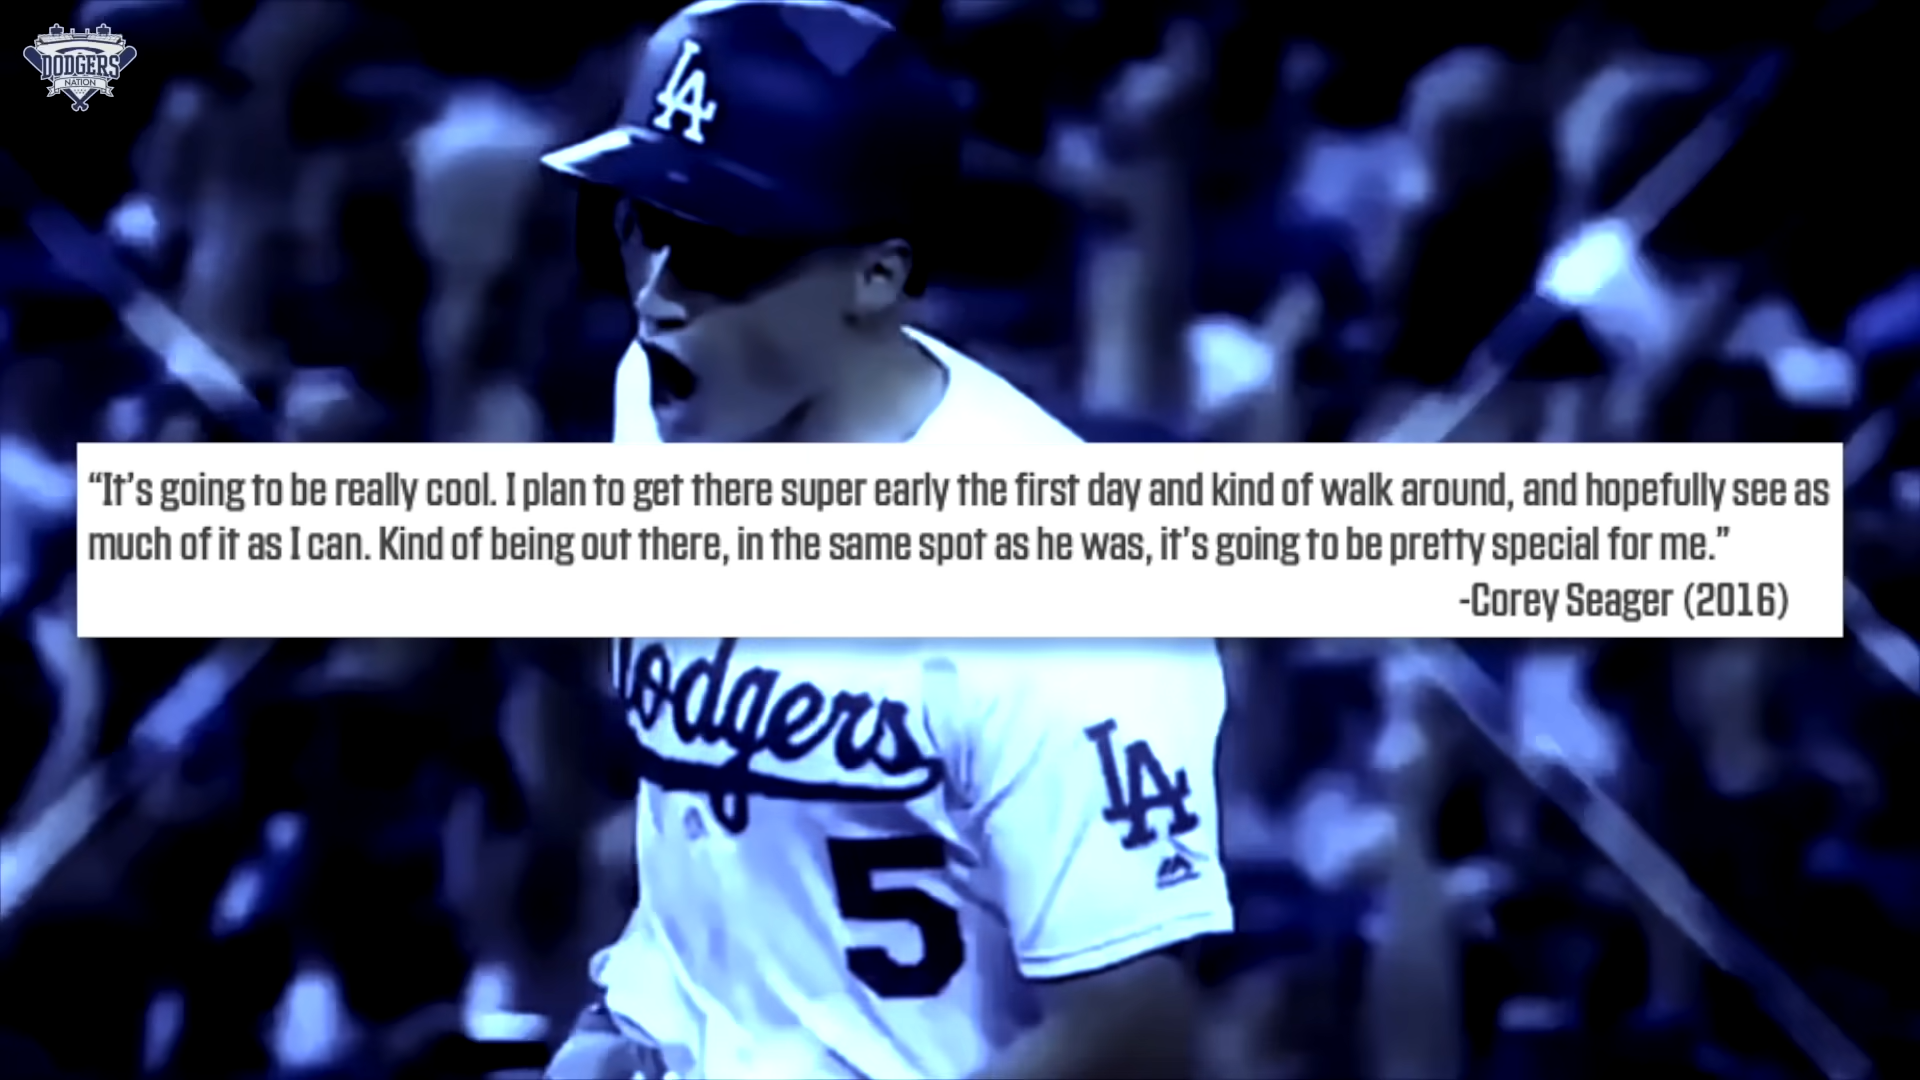 LA
DODGERS
NATION
“It’s going to be really cool. I plan to get there super early the first day and kind of walk around, and hopefully see as
much of it as I can. Kind of being out there, in the same spot as he was, it’s going to be pretty special for me.”
-Corey Seager (2016)
odgers
LA
5